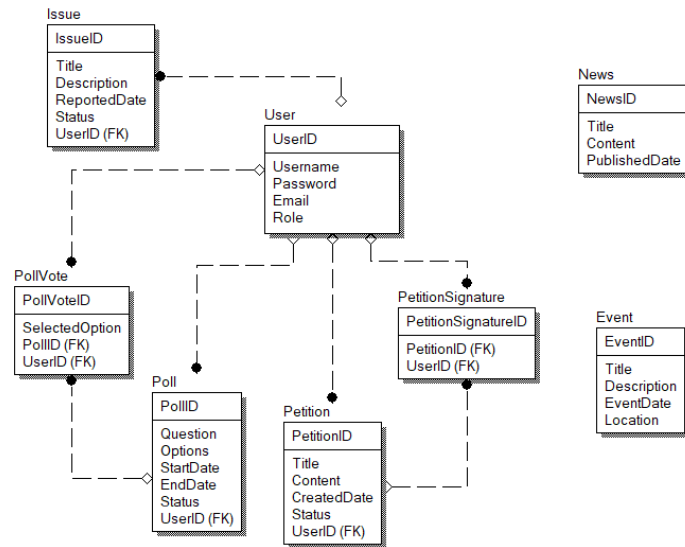 Issue
IssueID
Title
Description
ReportedDate
Status
UserID (FK)
News
NewsID
Title
Content
PublishedDate
User
UserID
Username
Password
Email
Role
PollVote
PollVoteID
SelectedOption
PollID (FK)
UserID (FK)
PetitionSignature
PetitionSignatureID
PetitionID (FK)
UserID (FK)
Event
EventID
Title
Description
EventDate
Location
Poll
PollID
Question
Options
StartDate
EndDate
Status
UserID (FK)
Petition
PetitionID
Title
Content
CreatedDate
Status
UserID (FK)